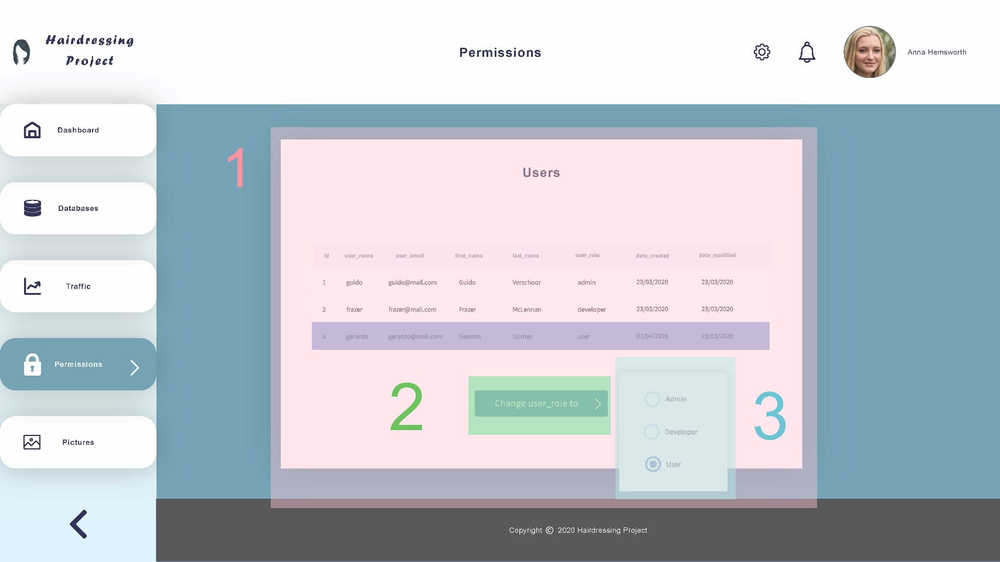 Hairdressing
Project
Permissions
Anna Hemsworth
Dashboard
Databases
Traffic
Permissions
Pictures
1
Users
id user_name user_email first_name last_name user_role date_created date_modified
1 guido guido@mail.com Guido Verschoor admin 23/03/2020 23/03/2020
2 frazer frazer@mail.com Frazer McLennan developer 23/03/2020 23/03/2020
3 gerardo gerardo@mail.com Gerardo Gomes user 01/04/2020 23/03/2020
2
Change user_role to
Admin
Developer
User
3
Copyright © 2020 Hairdressing Project